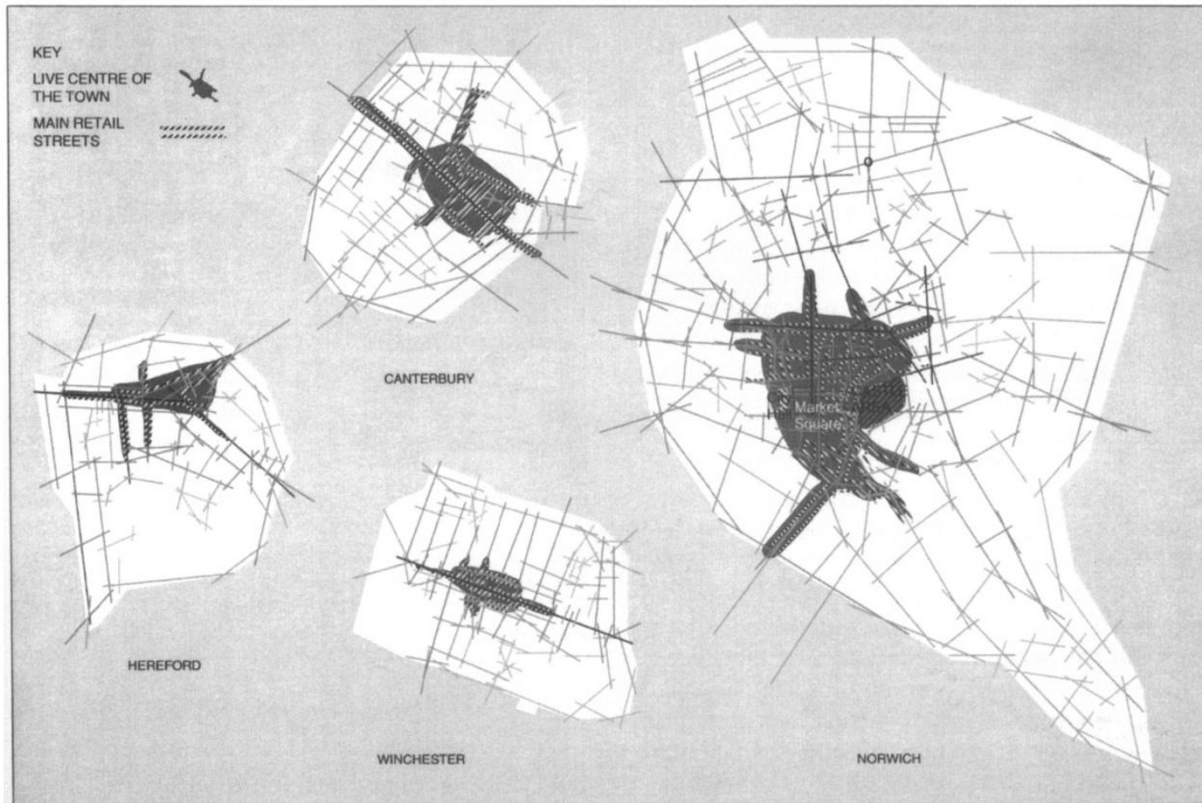 KEY
LIVE CENTRE OF
THE TOWN
MAIN RETAIL
STREETS
CANTERBURY
Market
Square
HEREFORD
WINCHESTER
NORWICH